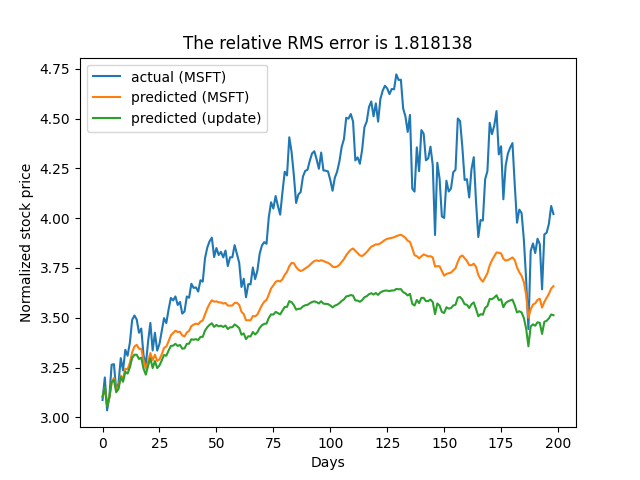 The relative RMS error is 1.818138
actual (MSFT)
predicted (MSFT)
predicted (update)
Normalized stock price
4.75
4.50
4.25
4.00
3.75
3.50
3.25
3.00
0 25 50 75 100 125 150 175 200
Days